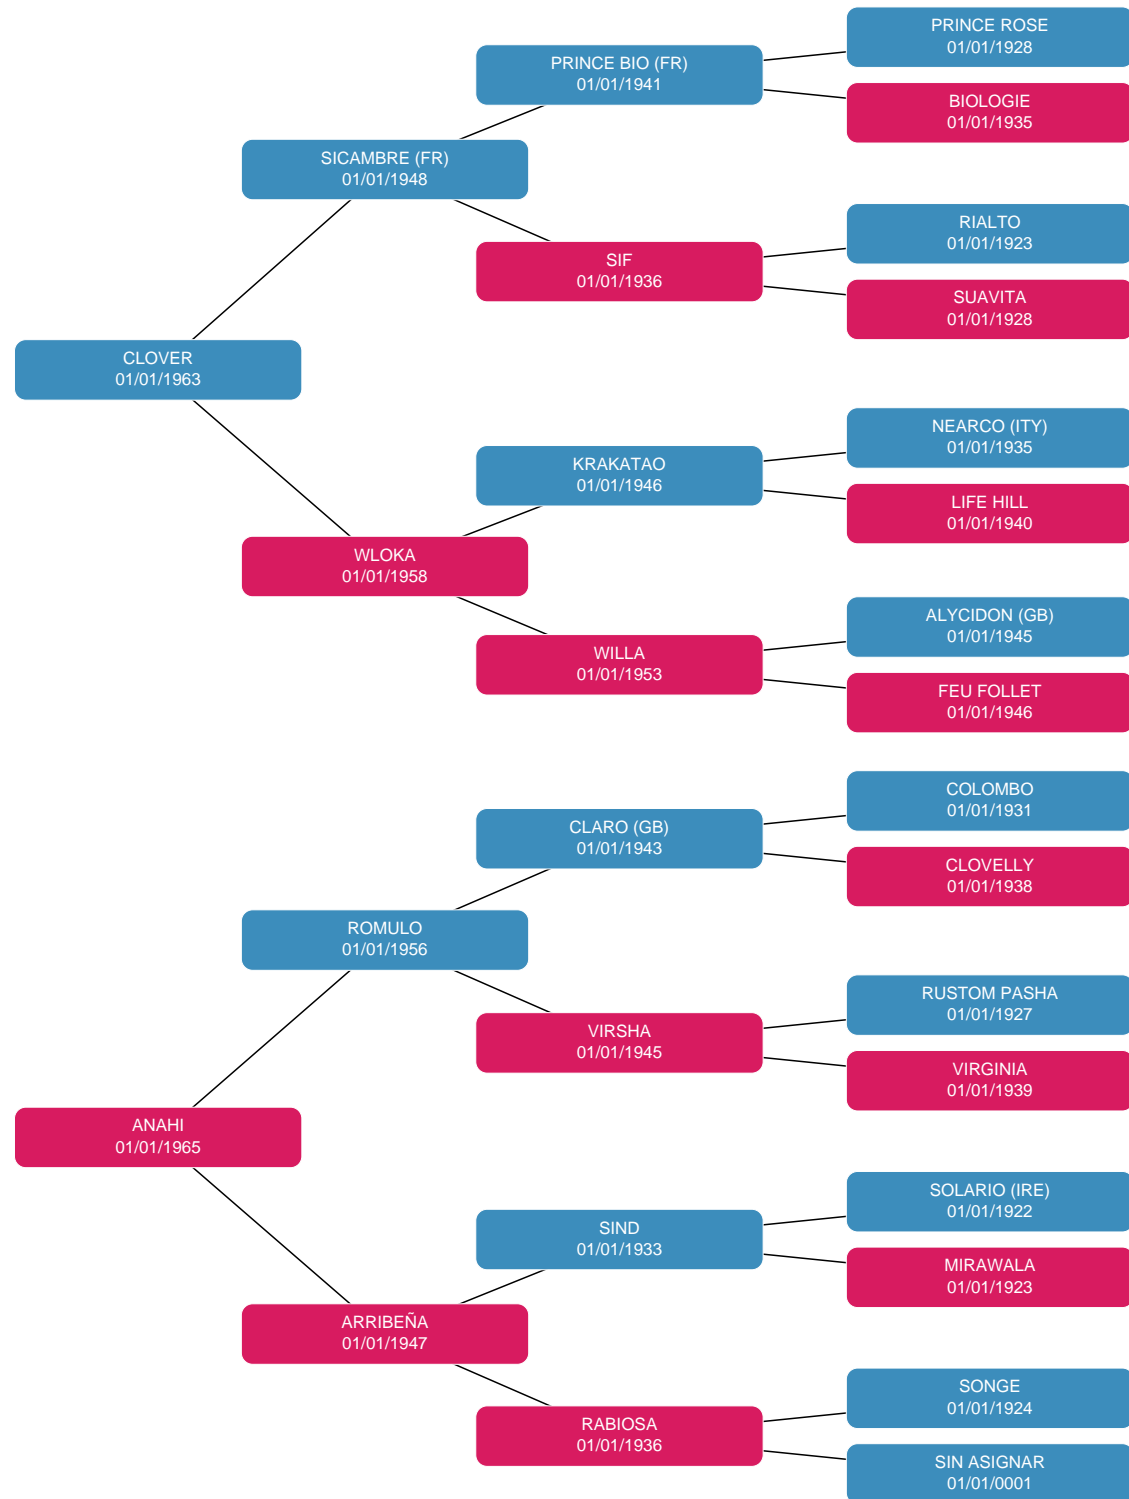 PRINCE ROSE
01/01/1928
PRINCE BIO (FR)
01/01/1941
BIOLOGIE
01/01/1935
SICAMBRE (FR)
01/01/1948
RIALTO
01/01/1923
SIF
01/01/1936
SUAVITA
01/01/1928
CLOVER
01/01/1963
NEARCO (ITY)
01/01/1935
KRAKATAO
01/01/1946
LIFE HILL
01/01/1940
WLOKA
01/01/1958
ALYCIDON (GB)
01/01/1945
WILLA
01/01/1953
FEU FOLLET
01/01/1946
COLOMBO
01/01/1931
CLARO (GB)
01/01/1943
CLOVELLY
01/01/1938
ROMULO
01/01/1956
RUSTOM PASHA
01/01/1927
VIRSHA
01/01/1945
VIRGINIA
01/01/1939
ANAHI
01/01/1965
SOLARIO (IRE)
01/01/1922
SIND
01/01/1933
MIRAWALA
01/01/1923
ARRIBEÑA
01/01/1947
SONGE
01/01/1924
RABIOSA
01/01/1936
SIN ASIGNAR
01/01/0001